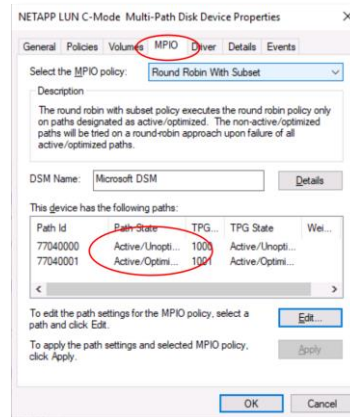 NETAPP LUN C-Mode Multi-Path Disk Device Properties
General Policies Volumes MPIO Driver Details Events
Select the MPIO policy: Round Robin With Subset
Description
The round robin with subset policy executes the round robin policy only
on paths designated as active/optimized. The non-active/optimized
paths will be tried on a round-robin approach upon failure of all
active/optimized paths.
DSM Name: Microsoft DSM Details
This device has the following paths:
Path Id Path State TPG... TPG State Wei...
77040000 Active/Unopti... 1000 Active/Unopti...
77040001 Active/Optimi... 1001 Active/Optimi...
To edit the path settings for the MPIO policy, select a
path and click Edit.
Edit...
To apply the path settings and selected MPIO policy,
click Apply.
Apply
OK Cancel